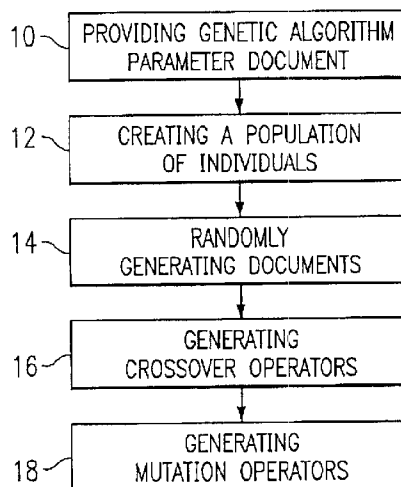 10
PROVIDING GENETIC ALGORITHM
PARAMETER DOCUMENT
12
CREATING A POPULATION
OF INDIVIDUALS
14
RANDOMLY
GENERATING DOCUMENTS
16
GENERATING
CROSSOVER OPERATORS
18
GENERATING
MUTATION OPERATORS